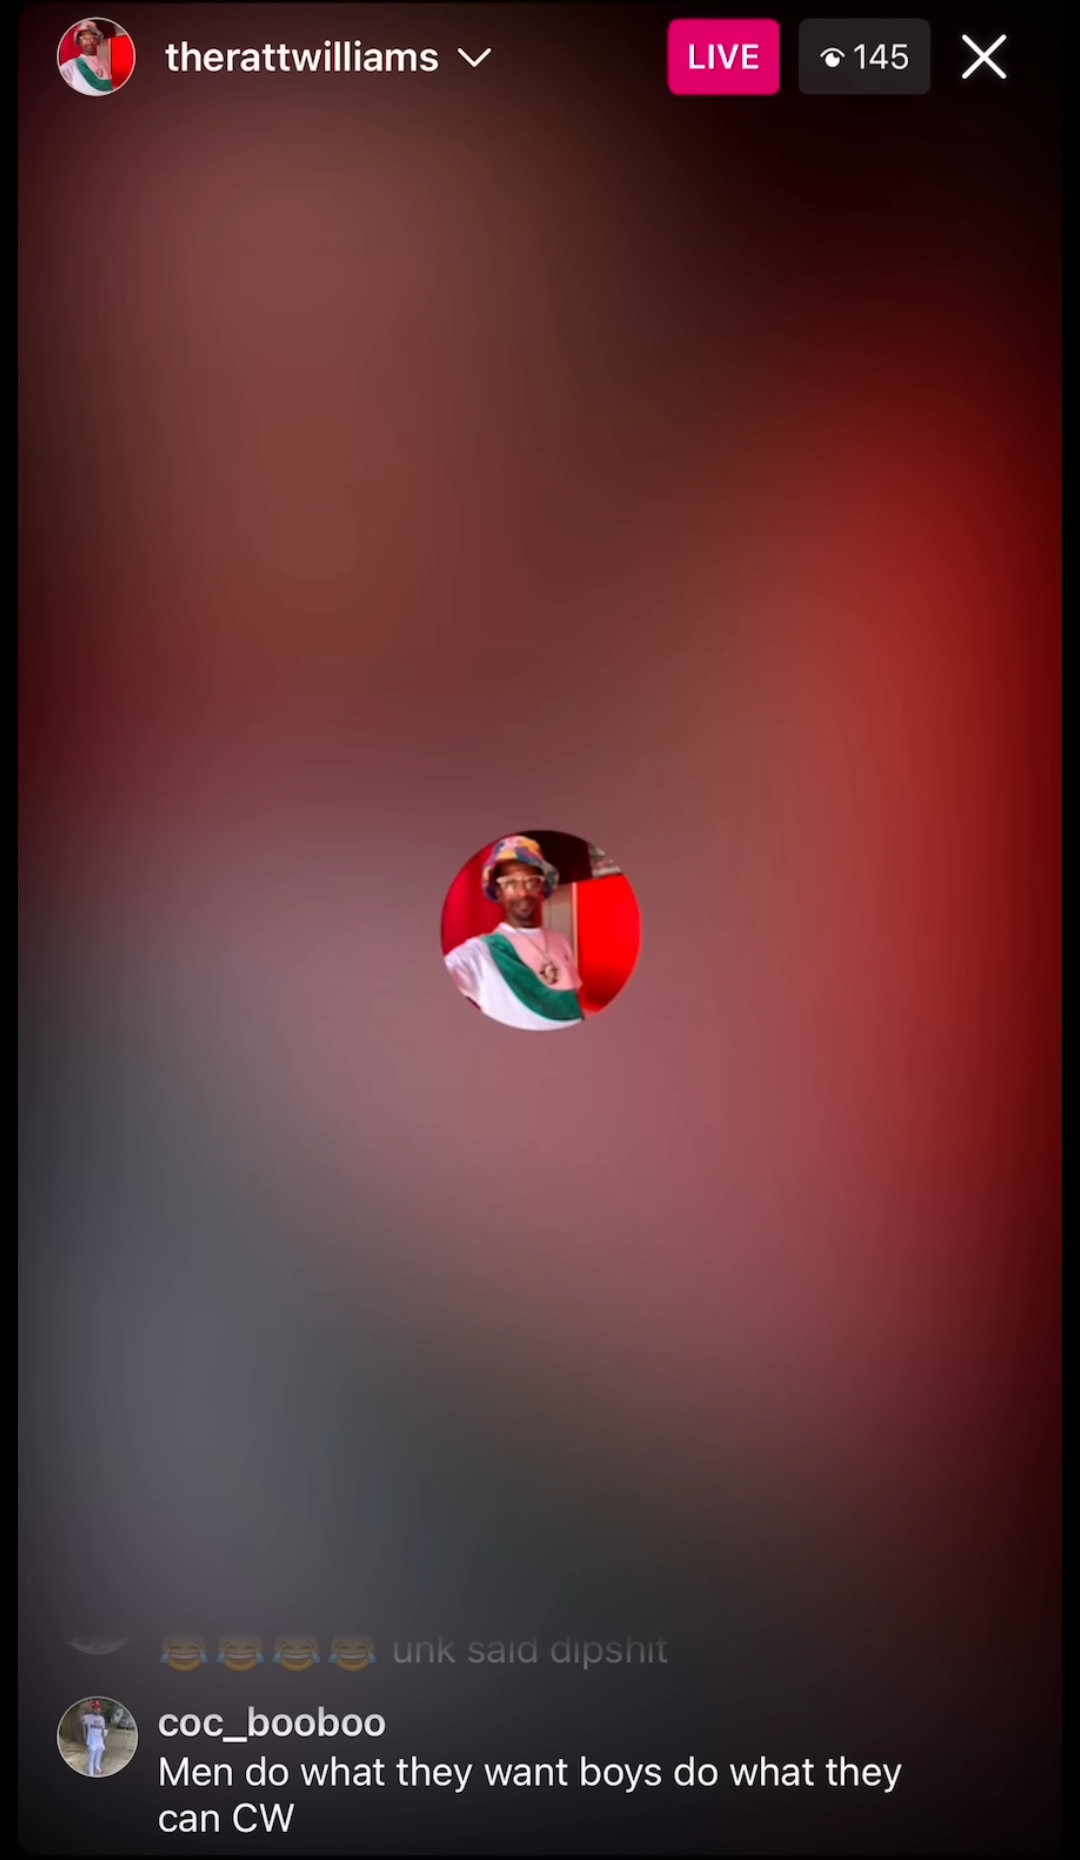 therattwilliams
LIVE
145
😂😂😂😂 unk said dipshit
coc_booboo
Men do what they want boys do what they
can CW